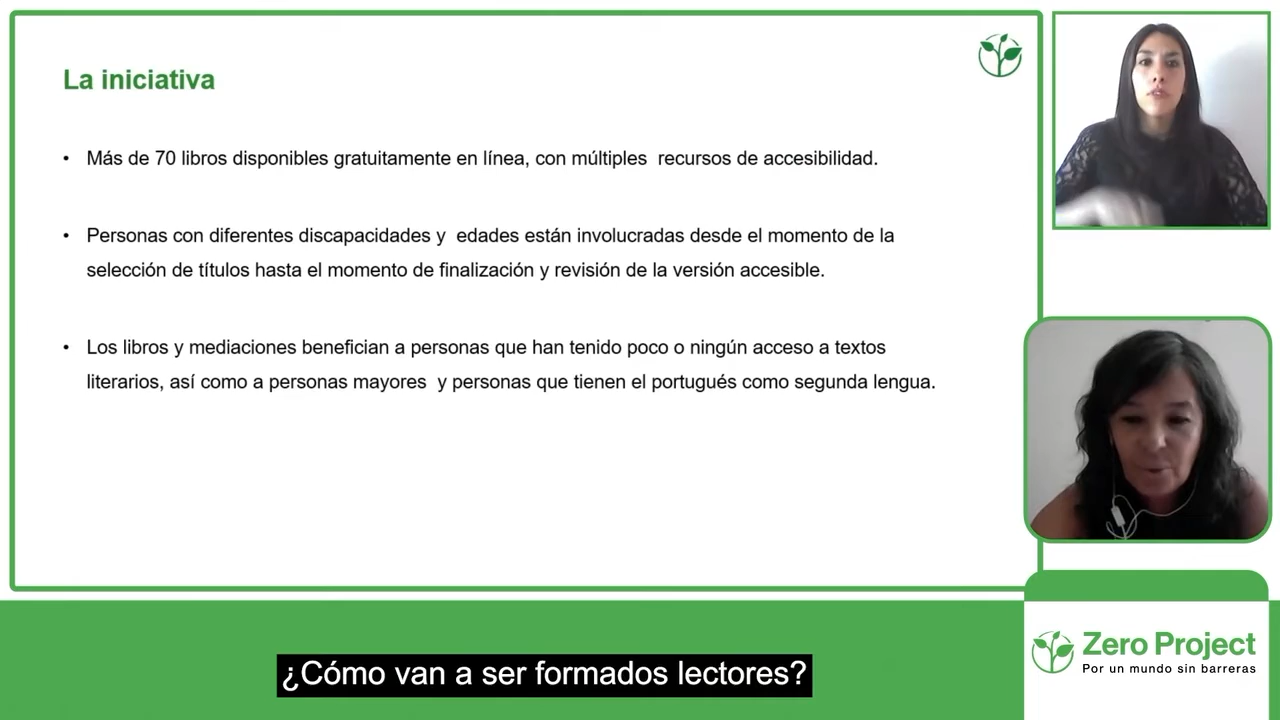 La iniciativa
• Más de 70 libros disponibles gratuitamente en línea, con múltiples  recursos de accesibilidad.
• Personas con diferentes discapacidades y  edades están involucradas desde el momento de la
selección de títulos hasta el momento de finalización y revisión de la versión accesible.
• Los libros y mediaciones benefician a personas que han tenido poco o ningún acceso a textos
literarios, así como a personas mayores  y personas que tienen el portugués como segunda lengua.
¿Cómo van a ser formados lectores?
Zero Project
Por un mundo sin barreras